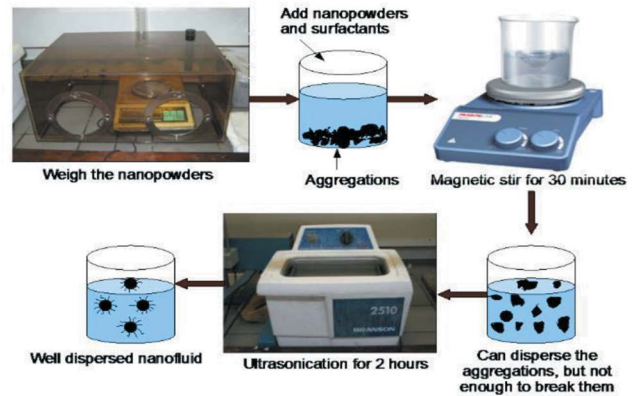 Add nanopowders
and surfactants
Weigh the nanopowders
Aggregations
Magnetic stir for 30 minutes
2510
BRANSON
Well dispersed nanofluid
Ultrasonication for 2 hours
Can disperse the
aggregations, but not
enough to break them